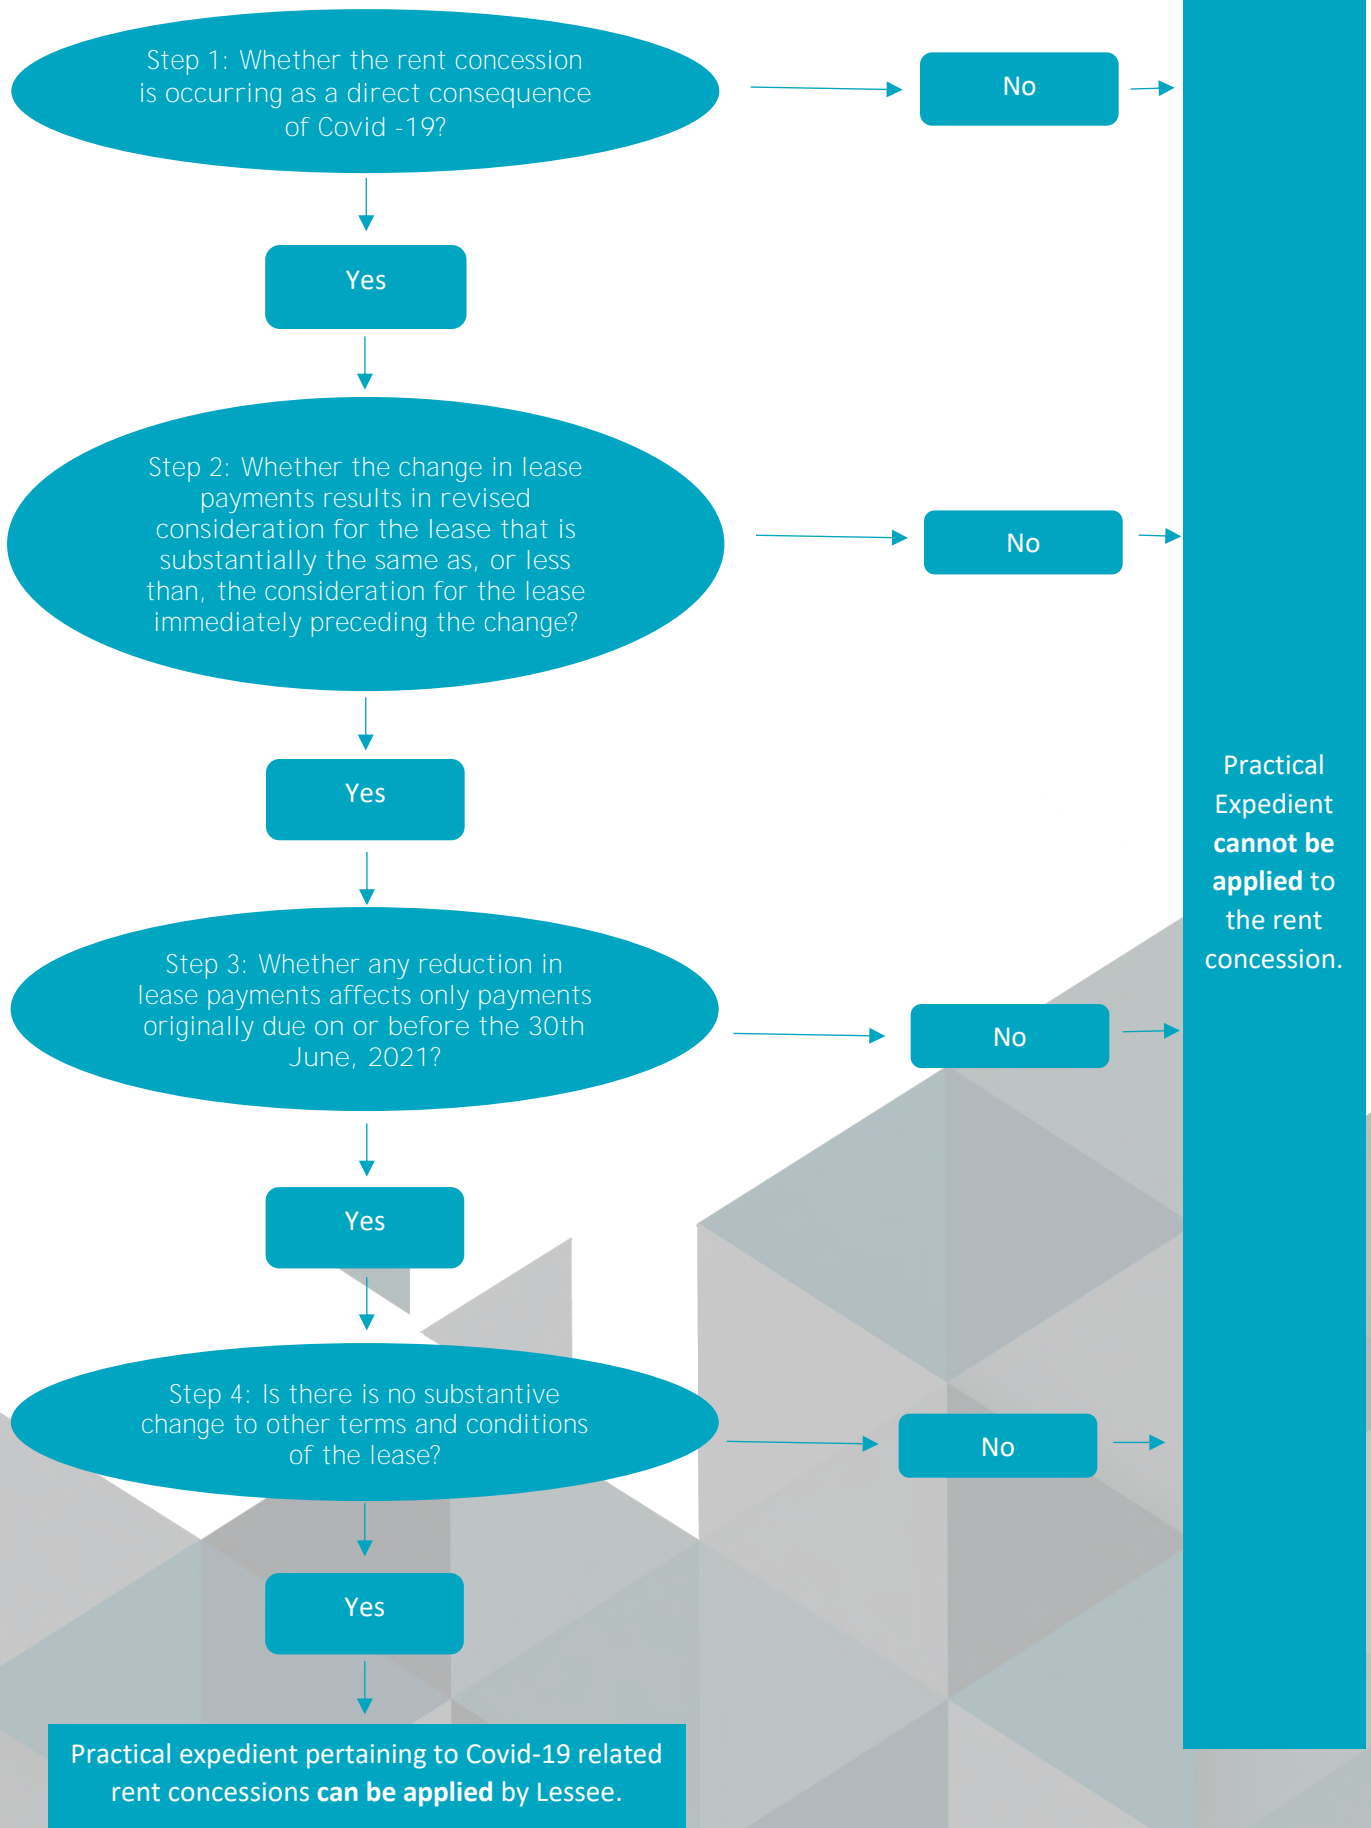 Step 1: Whether the rent concession
is occurring as a direct consequence
of Covid -19?
No
Yes
Step 2: Whether the change in lease
payments results in revised
consideration for the lease that is
substantially the same as, or less
than, the consideration for the lease
immediately preceding the change?
No
Yes
Step 3: Whether any reduction in
lease payments affects only payments
originally due on or before the 30th
June, 2021?
No
Yes
Step 4: Is there is no substantive
change to other terms and conditions
of the lease?
No
Yes
Practical expedient pertaining to Covid-19 related
rent concessions can be applied by Lessee.
Practical
Expedient
cannot be
applied to
the rent
concession.